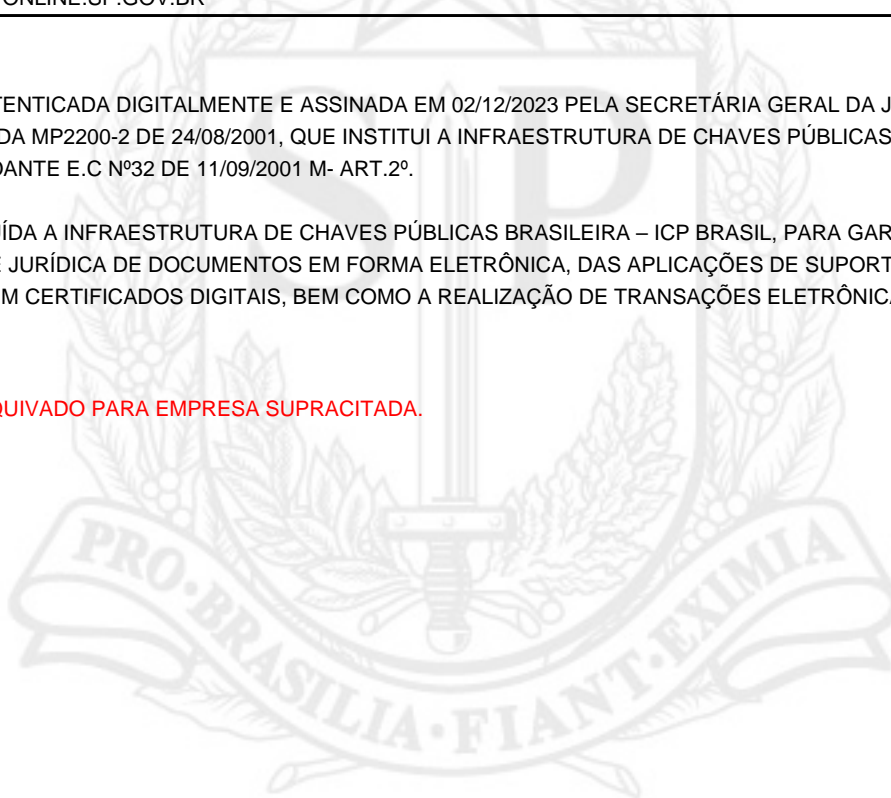 ONLINE.SP.GOV.BR
TENTICADA DIGITALMENTE E ASSINADA EM 02/12/2023 PELA SECRETÁRIA GERAL DA J
DA MP2200-2 DE 24/08/2001, QUE INSTITUI A INFRAESTRUTURA DE CHAVES PÚBLICAS
DANTE E.C Nº32 DE 11/09/2001 M- ART.2º.
ÍDA A INFRAESTRUTURA DE CHAVES PÚBLICAS BRASILEIRA – ICP BRASIL, PARA GAR
E JURÍDICA DE DOCUMENTOS EM FORMA ELETRÔNICA, DAS APLICAÇÕES DE SUPORT
M CERTIFICADOS DIGITAIS, BEM COMO A REALIZAÇÃO DE TRANSAÇÕES ELETRÔNICA
QUIVADO PARA EMPRESA SUPRACITADA.
SP
PRO•BRASILIA•FIANT•EXIMIA